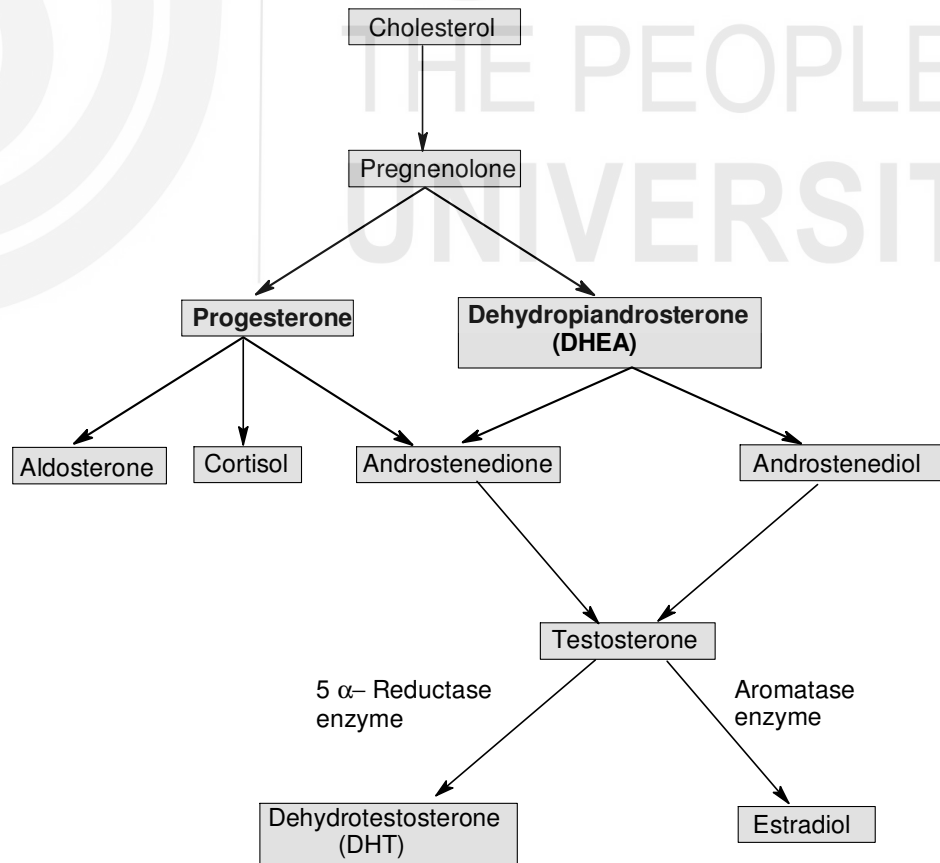 THE PEOPLE
UNIVERSIT
Cholesterol
Pregnenolone
Progesterone
Dehydropiandrosterone
(DHEA)
Aldosterone
Cortisol
Androstenedione
Androstenediol
Testosterone
5 α– Reductase
enzyme
Aromatase
enzyme
Dehydrotestosterone
(DHT)
Estradiol